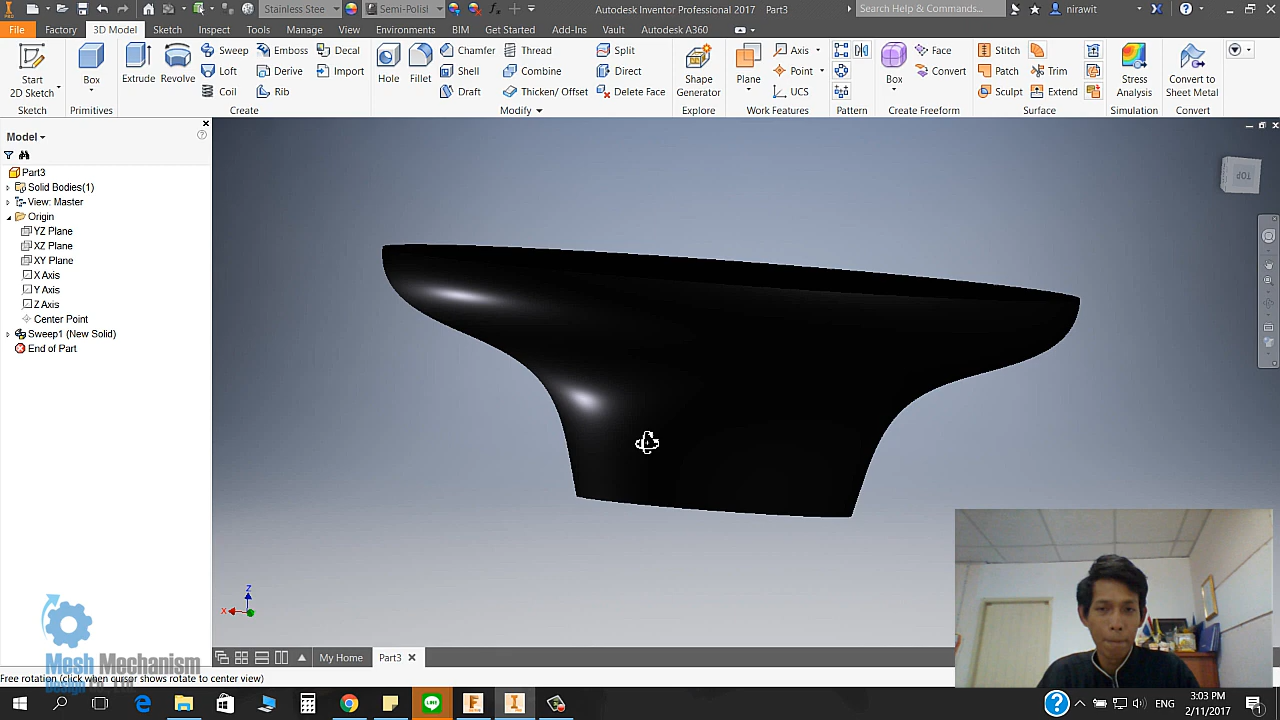 Stainless Stee Semi-Polish Autodesk Inventor Professional 2017 Part3 Search Help & Commands... nirawit
File Factory 3D Model Sketch Inspect Tools Manage View Environments BIM Get Started Add-Ins Vault Autodesk A360
Start
2D Sketch
Box
Extrude
Revolve
Sweep
Loft
Coil
Emboss
Derive
Rib
Decal
Import
Hole
Fillet
Chamfer
Shell
Draft
Thread
Combine
Thicken/ Offset
Split
Direct
Delete Face
Shape
Generator
Plane
Axis
Point
UCS
Box
Face
Convert
Stitch
Patch
Sculpt
Trim
Extend
Stress
Analysis
Convert to
Sheet Metal
Sketch Primitives Create Modify Explore Work Features Pattern Create Freeform Surface Simulation Convert
Model
Part3
Solid Bodies(1)
View: Master
Origin
YZ Plane
XZ Plane
XY Plane
X Axis
Y Axis
Z Axis
Center Point
Sweep1 (New Solid)
End of Part
TOP
Z
X
Mesh Mechanism
My Home Part3
Free rotation (click when cursor shows rotate to center view)
ENG
3:03 PM
2/11/2017
LINE